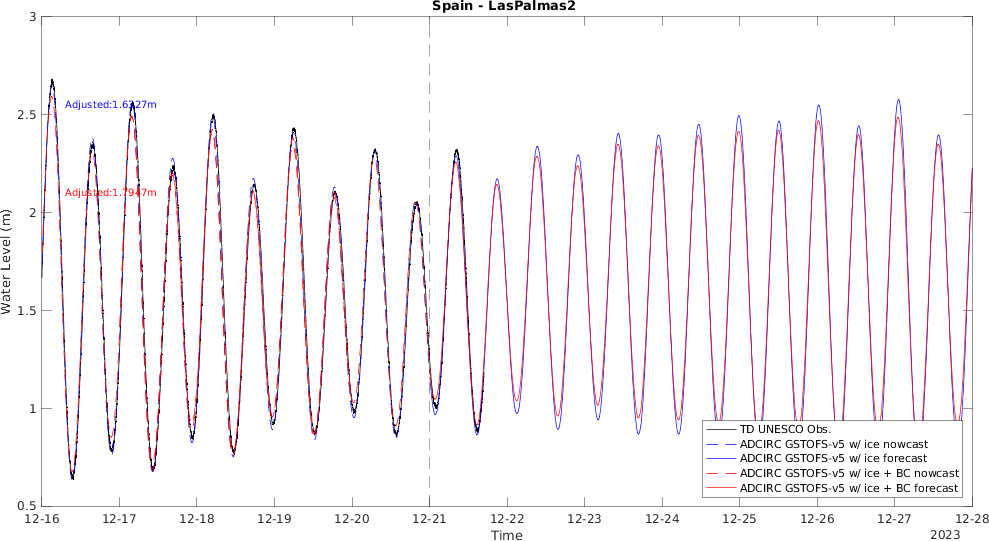 Spain - LasPalmas2
3
2.5
2
1.5
1
0.5
Water Level (m)
Adjusted:1.6327m
Adjusted:1.7947m
TD UNESCO Obs.
ADCIRC GSTOFS-v5 w/ ice nowcast
ADCIRC GSTOFS-v5 w/ ice forecast
ADCIRC GSTOFS-v5 w/ ice + BC nowcast
ADCIRC GSTOFS-v5 w/ ice + BC forecast
12-16 12-17 12-18 12-19 12-20 12-21 12-22 12-23 12-24 12-25 12-26 12-27 12-28
Time
2023